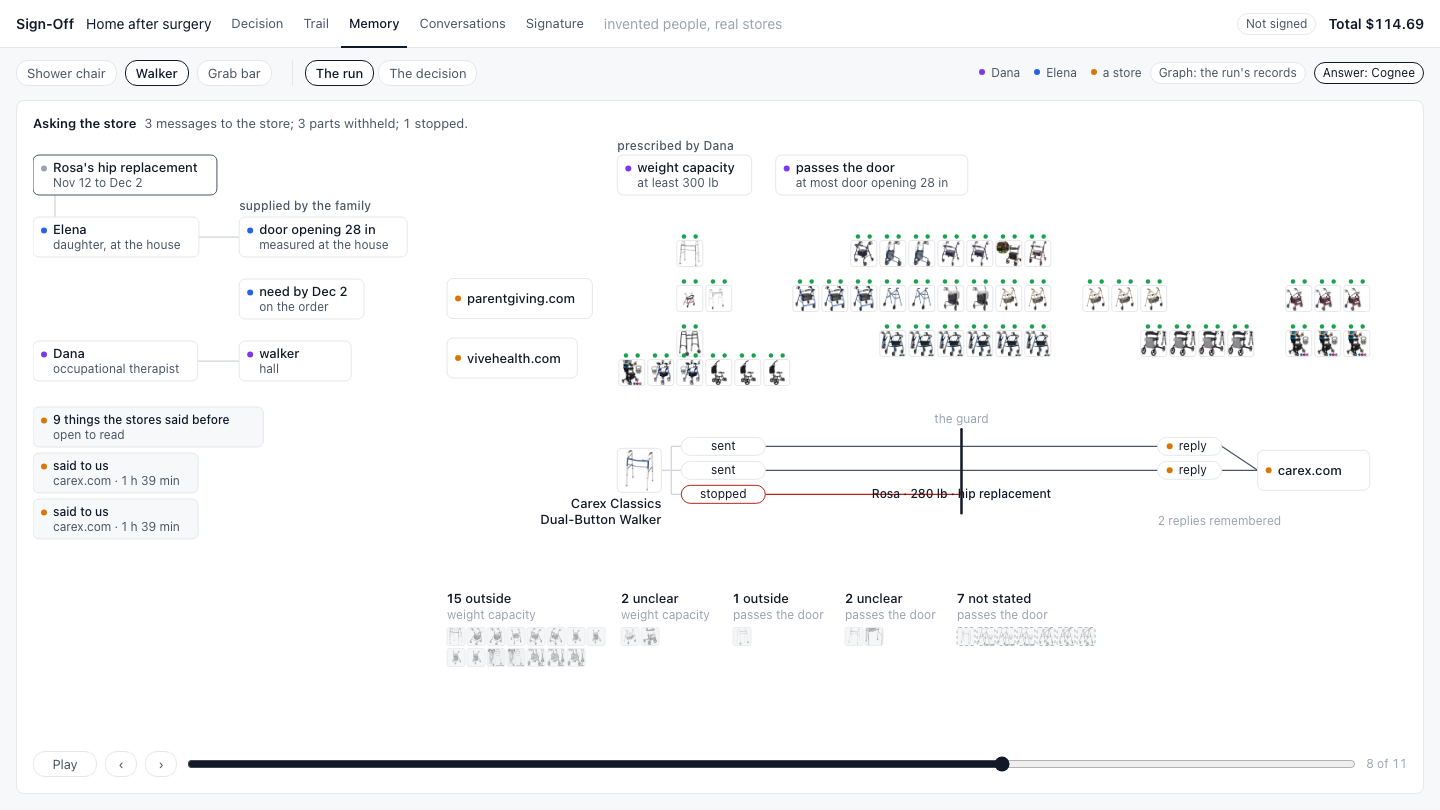 Sign-Off Home after surgery Decision Trail Memory Conversations Signature invented people, real stores Not signed Total $114.69
Shower chair Walker Grab bar The run The decision Dana Elena a store Graph: the run's records Answer: Cognee
Asking the store 3 messages to the store; 3 parts withheld; 1 stopped.
prescribed by Dana
Rosa's hip replacement
Nov 12 to Dec 2
weight capacity
at least 300 lb
passes the door
at most door opening 28 in
supplied by the family
Elena
daughter, at the house
door opening 28 in
measured at the house
need by Dec 2
on the order
parentgiving.com
Dana
occupational therapist
walker
hall
vivehealth.com
9 things the stores said before
open to read
said to us
carex.com · 1 h 39 min
said to us
carex.com · 1 h 39 min
the guard
sent
reply
sent
reply
carex.com
stopped
Rosa · 280 lb · hip replacement
Carex Classics
Dual-Button Walker
2 replies remembered
15 outside
weight capacity
2 unclear
weight capacity
1 outside
passes the door
2 unclear
passes the door
7 not stated
passes the door
Play ‹ › 8 of 11